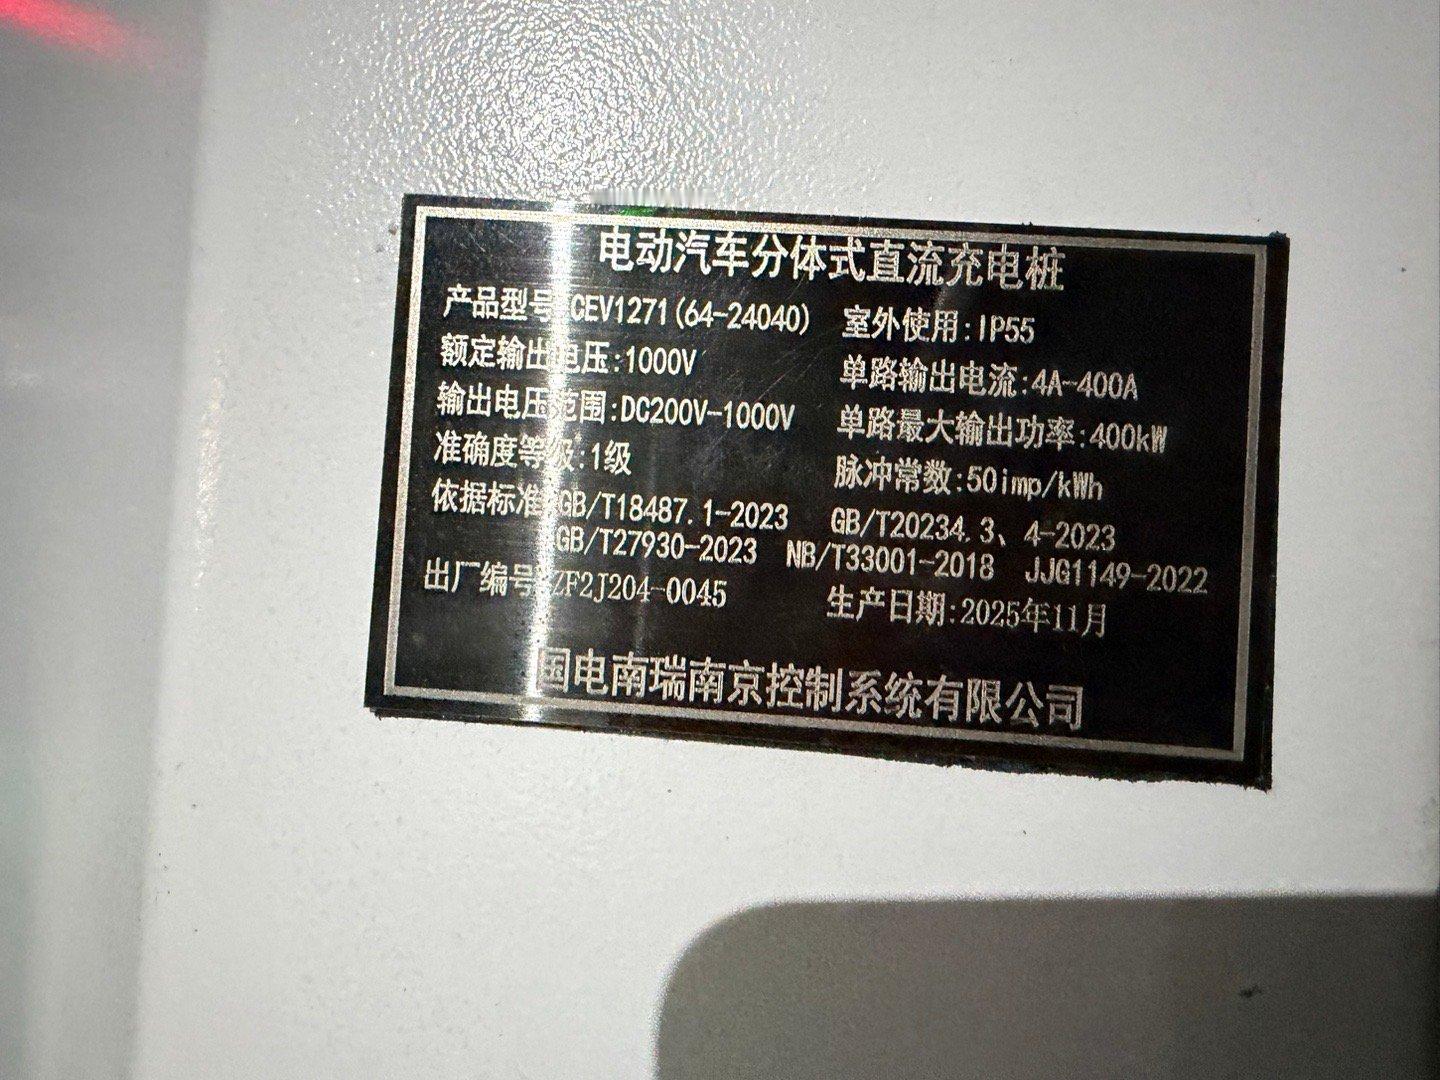 电动汽车分体式直流充电桩
产品型号:CEV1271(64-24040) 室外使用:IP55
额定输出电压:1000V 单路输出电流:4A-400A
输出电压范围:DC200V-1000V 单路最大输出功率:400kW
准确度等级:1级 脉冲常数:50imp/kWh
依据标准:GB/T18487.1-2023 GB/T20234.3、4-2023
GB/T27930-2023 NB/T33001-2018 JJG1149-2022
出厂编号:ZF2J204-0045 生产日期:2025年11月
国电南瑞南京控制系统有限公司